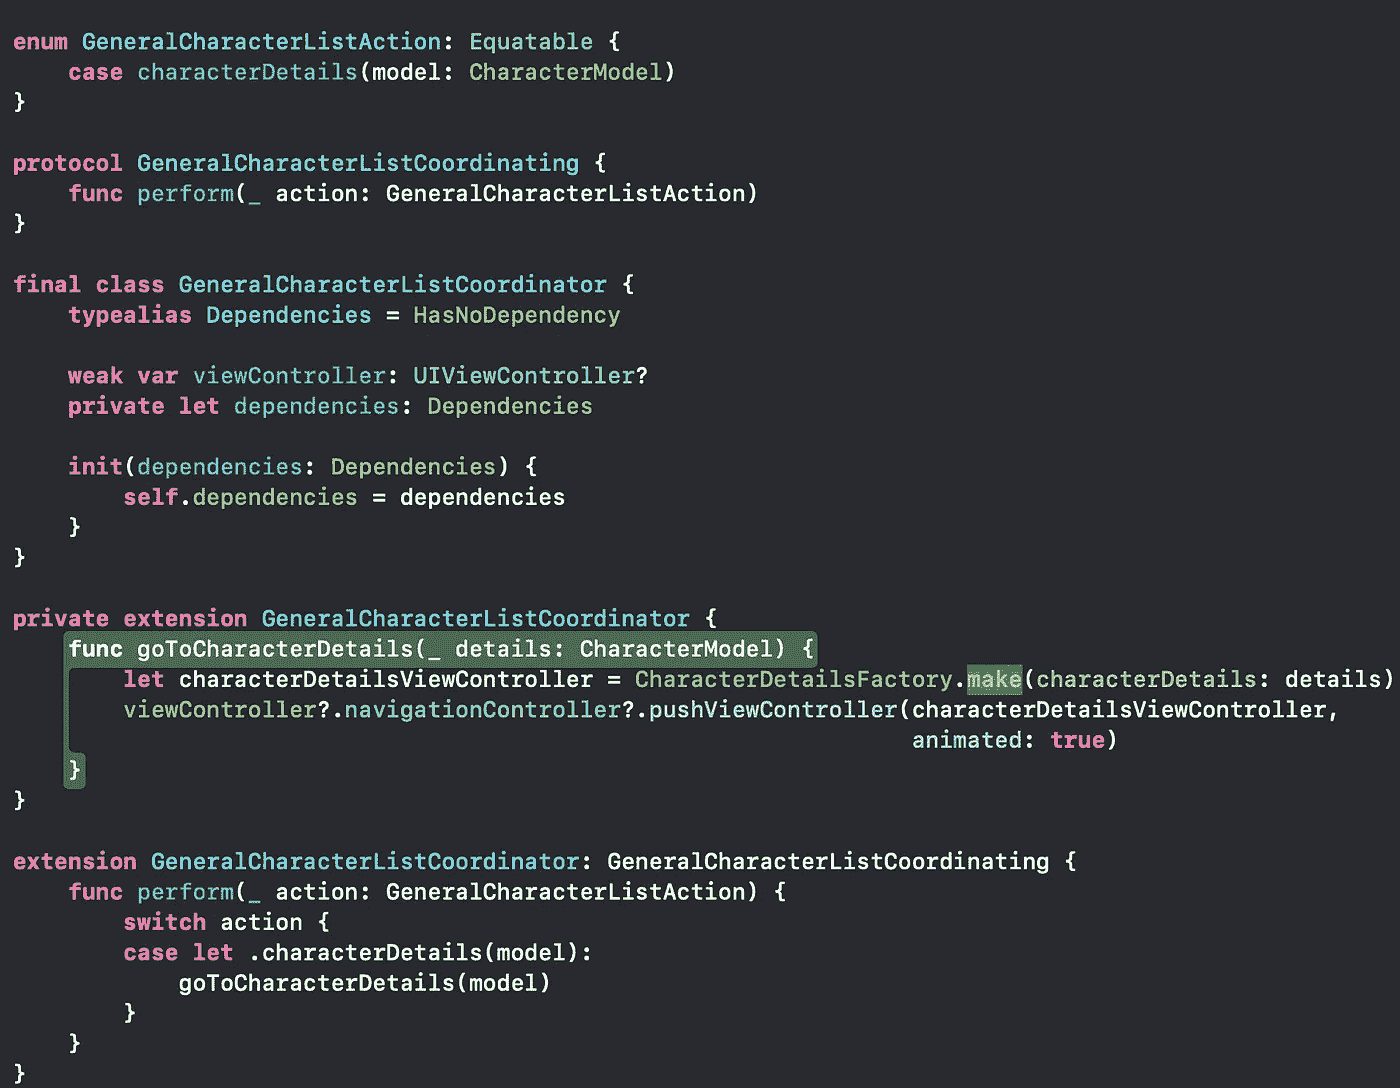 enum GeneralCharacterListAction: Equatable {
    case characterDetails(model: CharacterModel)
}

protocol GeneralCharacterListCoordinating {
    func perform(_ action: GeneralCharacterListAction)
}

final class GeneralCharacterListCoordinator {
    typealias Dependencies = HasNoDependency

    weak var viewController: UIViewController?
    private let dependencies: Dependencies

    init(dependencies: Dependencies) {
        self.dependencies = dependencies
    }
}

private extension GeneralCharacterListCoordinator {
    func goToCharacterDetails(_ details: CharacterModel) {
        let characterDetailsViewController = CharacterDetailsFactory.make(characterDetails: details)
        viewController?.navigationController?.pushViewController(characterDetailsViewController,
                                                                 animated: true)
    }
}

extension GeneralCharacterListCoordinator: GeneralCharacterListCoordinating {
    func perform(_ action: GeneralCharacterListAction) {
        switch action {
        case let .characterDetails(model):
            goToCharacterDetails(model)
        }
    }
}